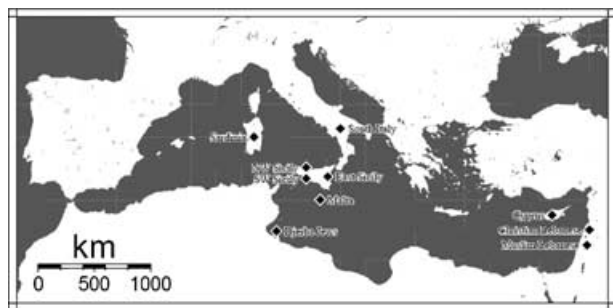 South Italy
Sardinia
NW Sicily
East Sicily
SW Sicily
Malta
Cyprus
Djerba Jews
Christian Lebanese
Muslim Lebanese
km
0 500 1000